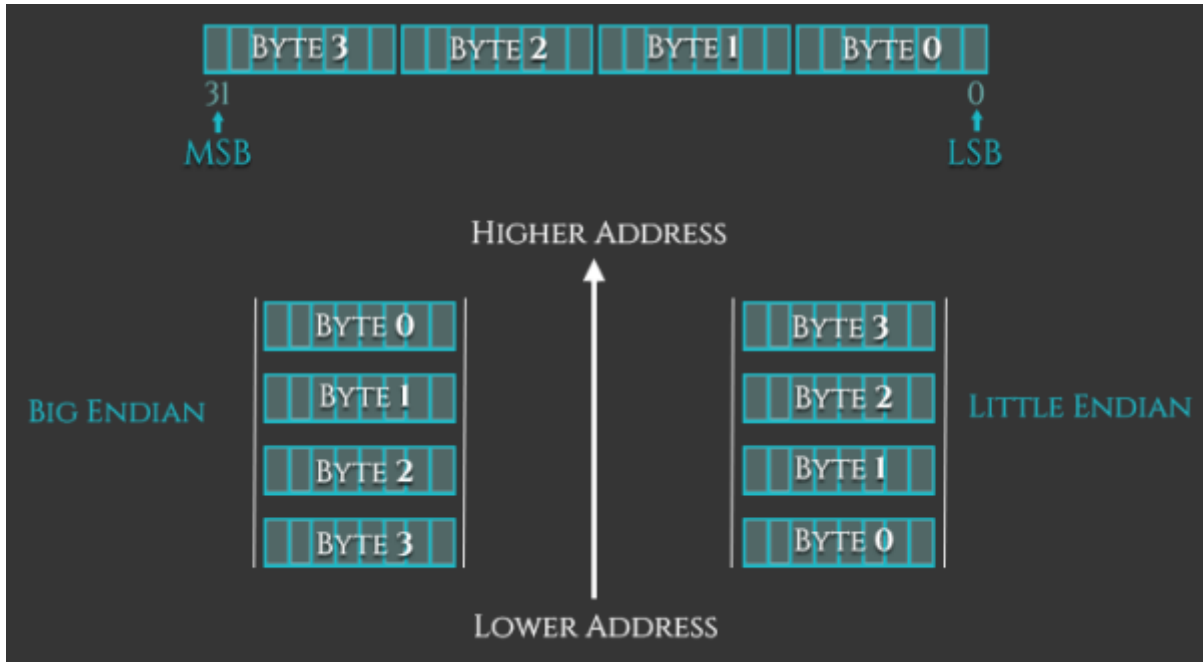 Byte 3 Byte 2 Byte 1 Byte 0
31 0
MSB LSB
Higher Address
Byte 0
Byte 1
Byte 2
Byte 3
Big Endian
Byte 3
Byte 2
Byte 1
Byte 0
Little Endian
Lower Address